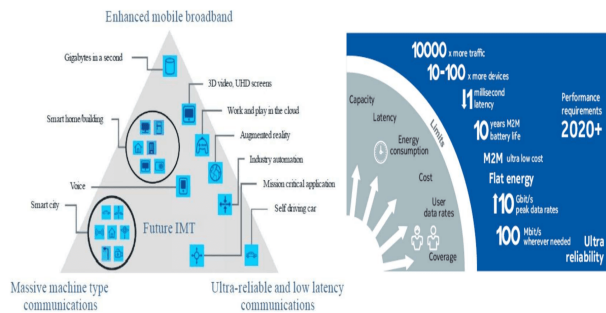 Enhanced mobile broadband
Gigabytes in a second
3D video, UHD screens
Smart home/building
Work and play in the cloud
Augmented reality
Industry automation
Voice
Mission critical application
Smart city
Self driving car
Future IMT
Massive machine type
communications
Ultra-reliable and low latency
communications
Capacity
Latency
Energy
consumption
Cost
User
data rates
Coverage
Limits
10000 x more traffic
10-100 x more devices
1 millisecond
latency
10 years M2M
battery life
M2M ultra low cost
Flat energy
10 Gbit/s
peak data rates
100 Mbit/s
wherever needed
Ultra
reliability
Performance
requirements
2020+